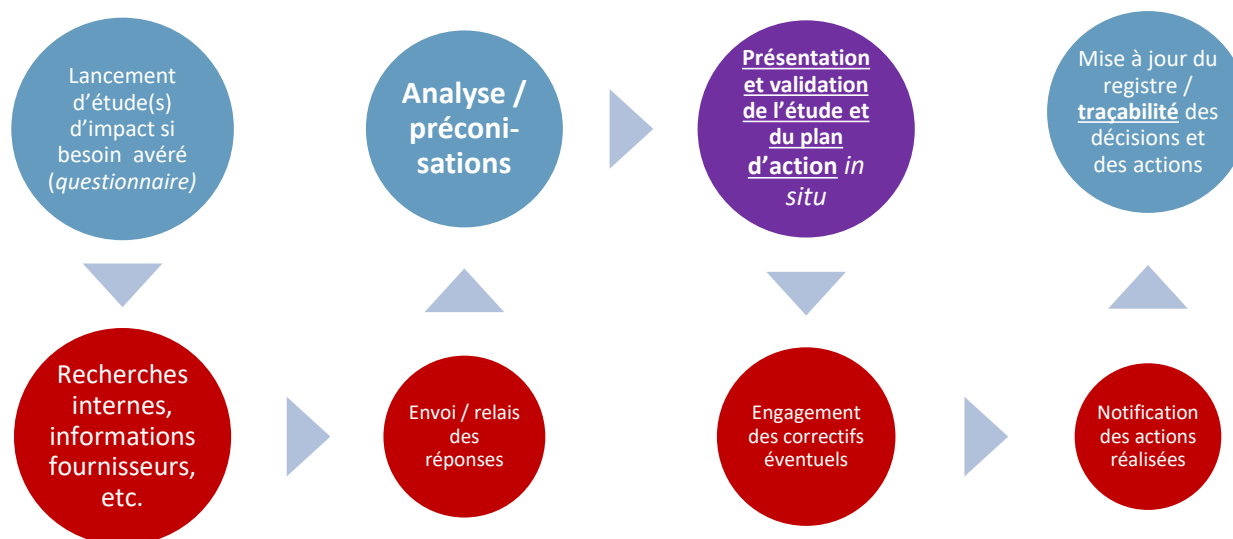 Lancement
d’étude(s)
d’impact si
besoin avéré
(questionnaire)
Recherches
internes,
informations
fournisseurs,
etc.
Envoi / relais
des
réponses
Analyse /
préconi-
sations
Présentation
et validation
de l’étude et
du plan
d’action in
situ
Engagement
des correctifs
éventuels
Notification
des actions
réalisées
Mise à jour du
registre /
traçabilité des
décisions et
des actions